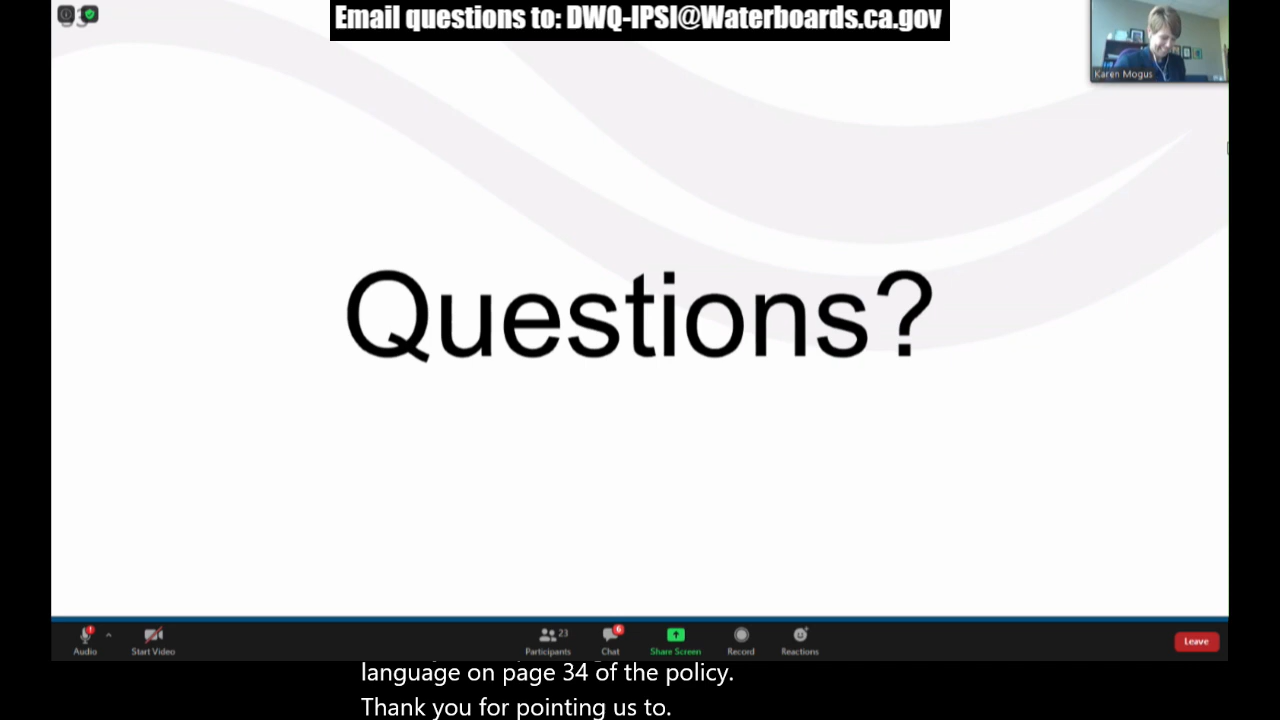 Email questions to: DWQ-IPSI@Waterboards.ca.gov
Karen Mogus
Questions?
Audio
Start Video
Participants
23
Chat
6
Share Screen
Record
Reactions
Leave
language on page 34 of the policy.
Thank you for pointing us to.